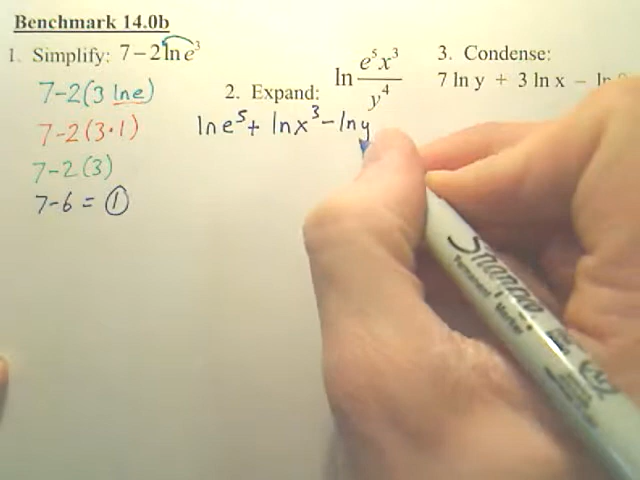 Benchmark 14.0b
1. Simplify: 7 − 2 ln e³
7-2(3 lne)
7-2(3·1)
7-2(3)
7-6 = 1
2. Expand: ln e⁵x³/y⁴
lne⁵ + lnx³ - lny
3. Condense:
7 ln y + 3 ln x − ln
Sharpie
Permanent Marker